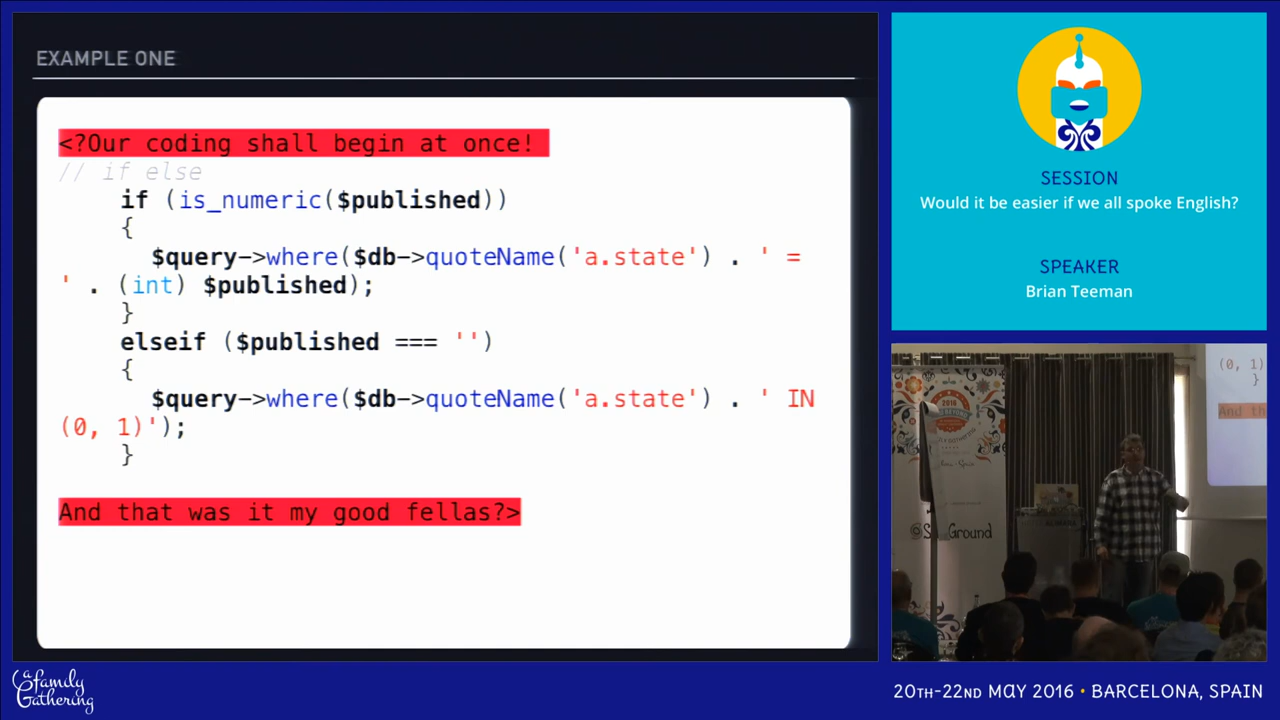 EXAMPLE ONE
<?Our coding shall begin at once!
// if else
if (is_numeric($published))
{
$query->where($db->quoteName('a.state') . ' =
' . (int) $published);
}
elseif ($published === '')
{
$query->where($db->quoteName('a.state') . ' IN
(0, 1)');
}
And that was it my good fellas?>
SESSION
Would it be easier if we all spoke English?
SPEAKER
Brian Teeman
(0, 1)
}
And th
2016
Ground
a family
Gathering
20TH-22ND MAY 2016 • BARCELONA, SPAIN